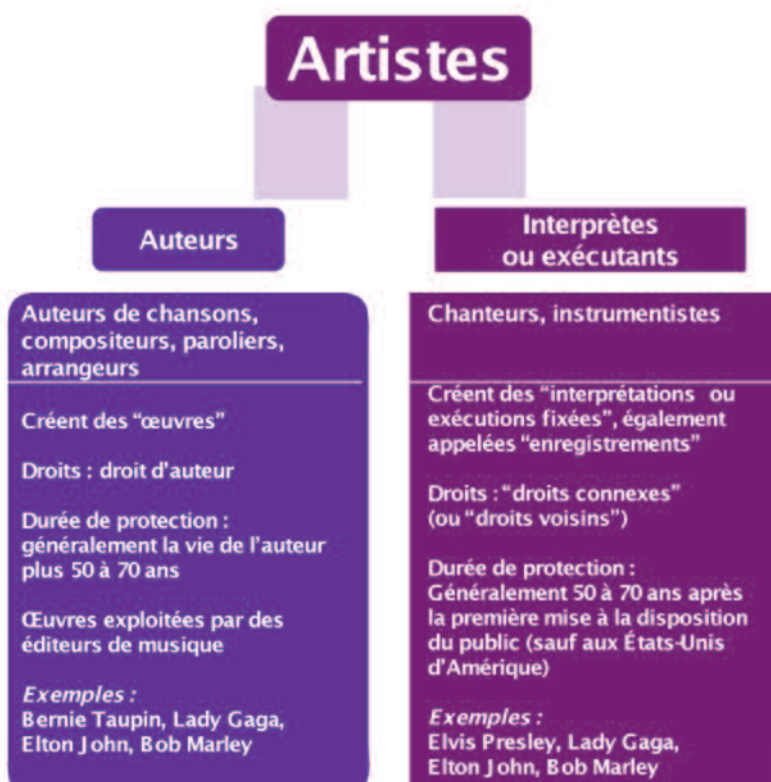 Artistes
Auteurs
Auteurs de chansons,
compositeurs, paroliers,
arrangeurs
Créent des “œuvres”
Droits : droit d’auteur
Durée de protection :
généralement la vie de l’auteur
plus 50 à 70 ans
Œuvres exploitées par des
éditeurs de musique
Exemples :
Bernie Taupin, Lady Gaga,
Elton John, Bob Marley
Interprètes
ou exécutants
Chanteurs, instrumentistes
Créent des “interprétations ou
exécutions fixées”, également
appelées “enregistrements”
Droits : “droits connexes”
(ou “droits voisins”)
Durée de protection :
Généralement 50 à 70 ans après
la première mise à la disposition
du public (sauf aux États-Unis
d’Amérique)
Exemples :
Elvis Presley, Lady Gaga,
Elton John, Bob Marley